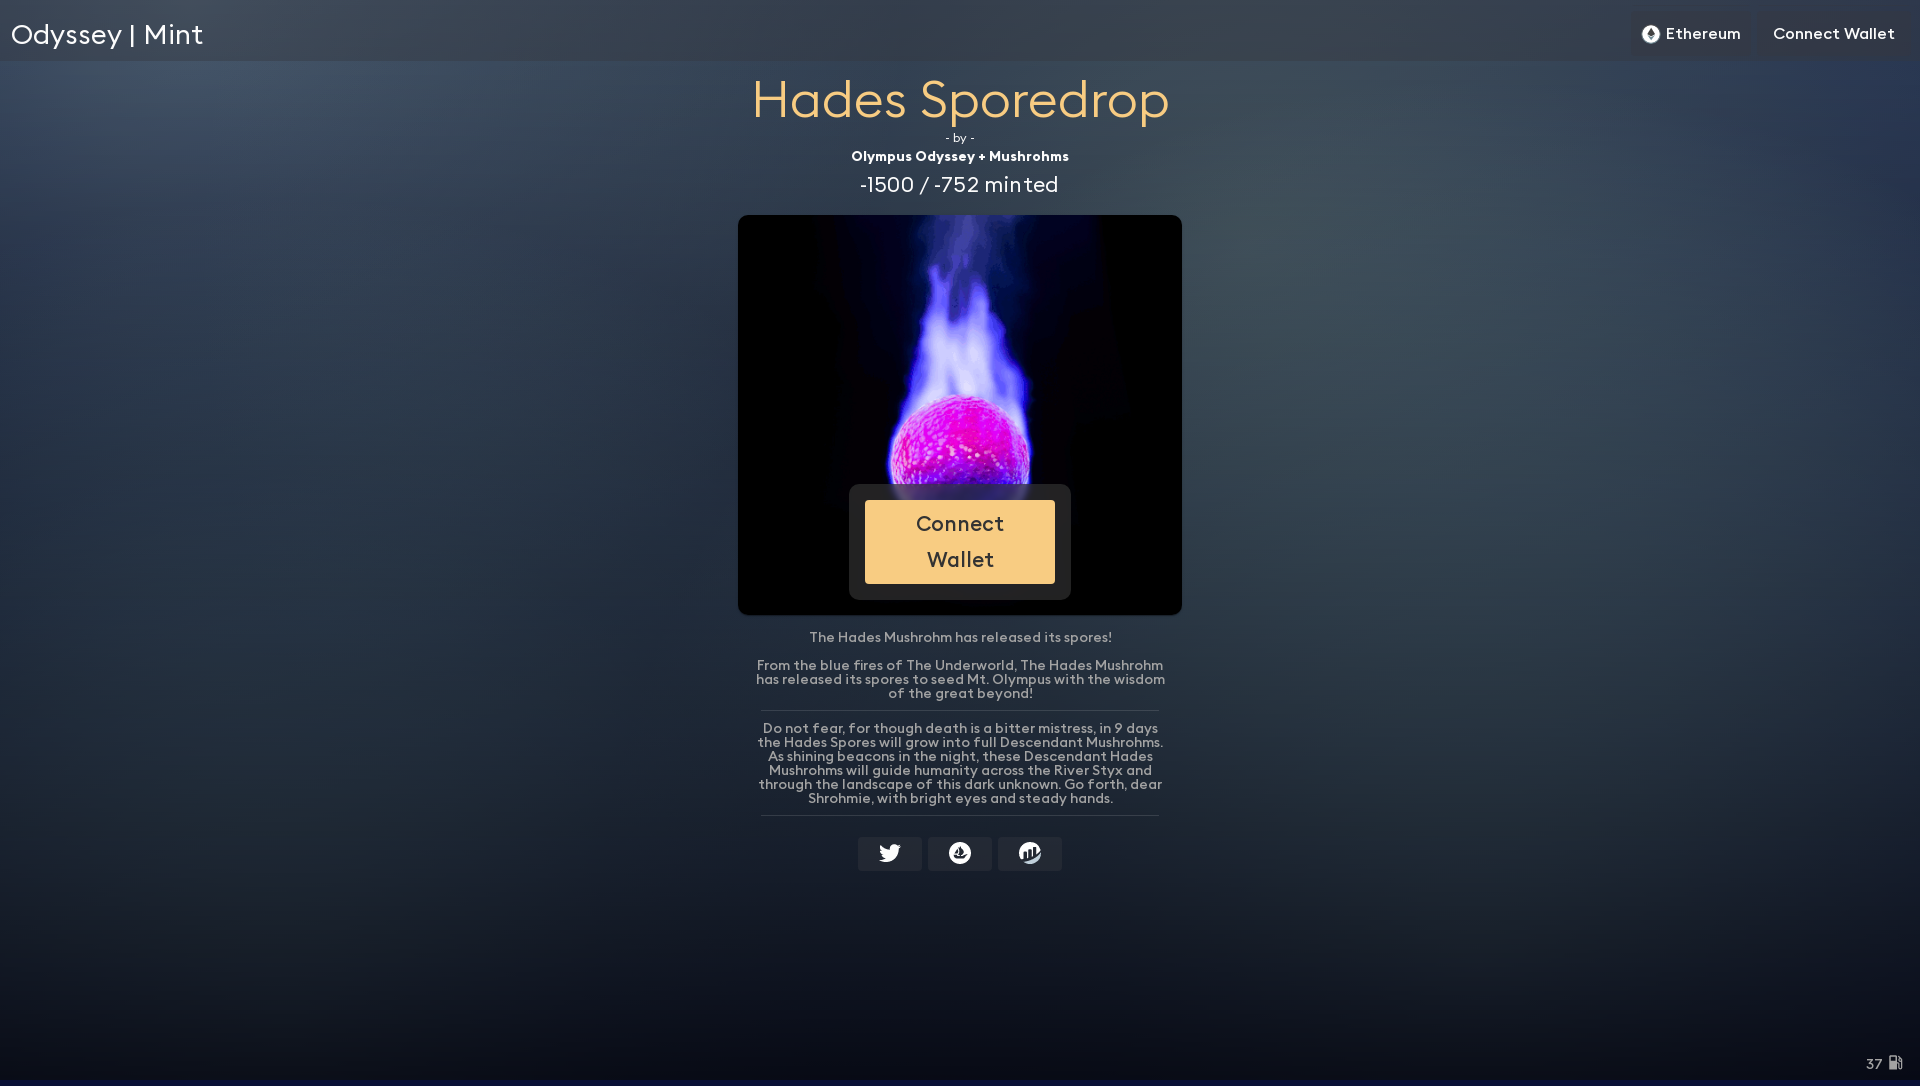 Odyssey | Mint
Ethereum
Connect Wallet
Hades Sporedrop
- by -
Olympus Odyssey + Mushrohms
-1500 / -752 minted
Connect
Wallet
The Hades Mushrohm has released its spores!
From the blue fires of The Underworld, The Hades Mushrohm
has released its spores to seed Mt. Olympus with the wisdom
of the great beyond!
Do not fear, for though death is a bitter mistress, in 9 days
the Hades Spores will grow into full Descendant Mushrohms.
As shining beacons in the night, these Descendant Hades
Mushrohms will guide humanity across the River Styx and
through the landscape of this dark unknown. Go forth, dear
Shrohmie, with bright eyes and steady hands.
37